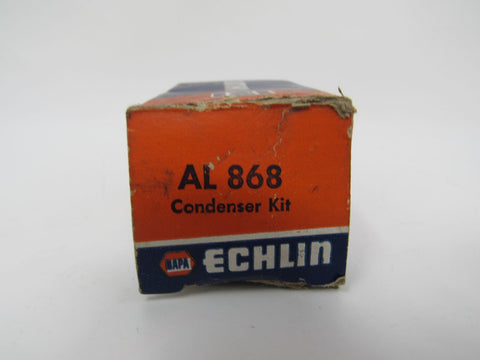 AL 868
Condenser Kit
NAPA ECHLIN